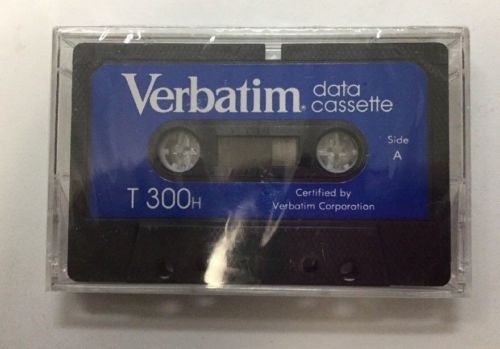 Verbatim. data
cassette
Side
A
T 300H
Certified by
Verbatim Corporation